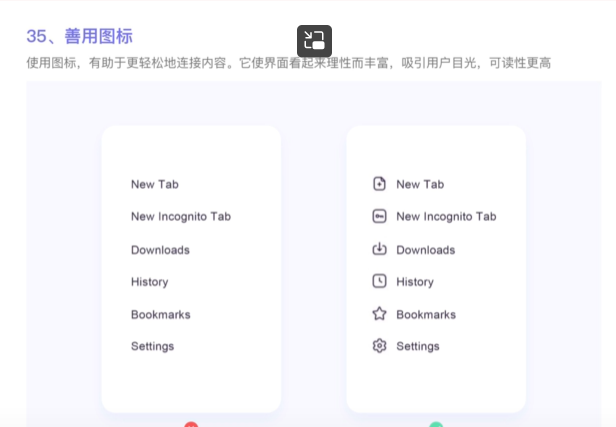 35、善用图标
使用图标，有助于更轻松地连接内容。它使界面看起来理性而丰富，吸引用户目光，可读性更高
New Tab
New Incognito Tab
Downloads
History
Bookmarks
Settings
New Tab
New Incognito Tab
Downloads
History
Bookmarks
Settings